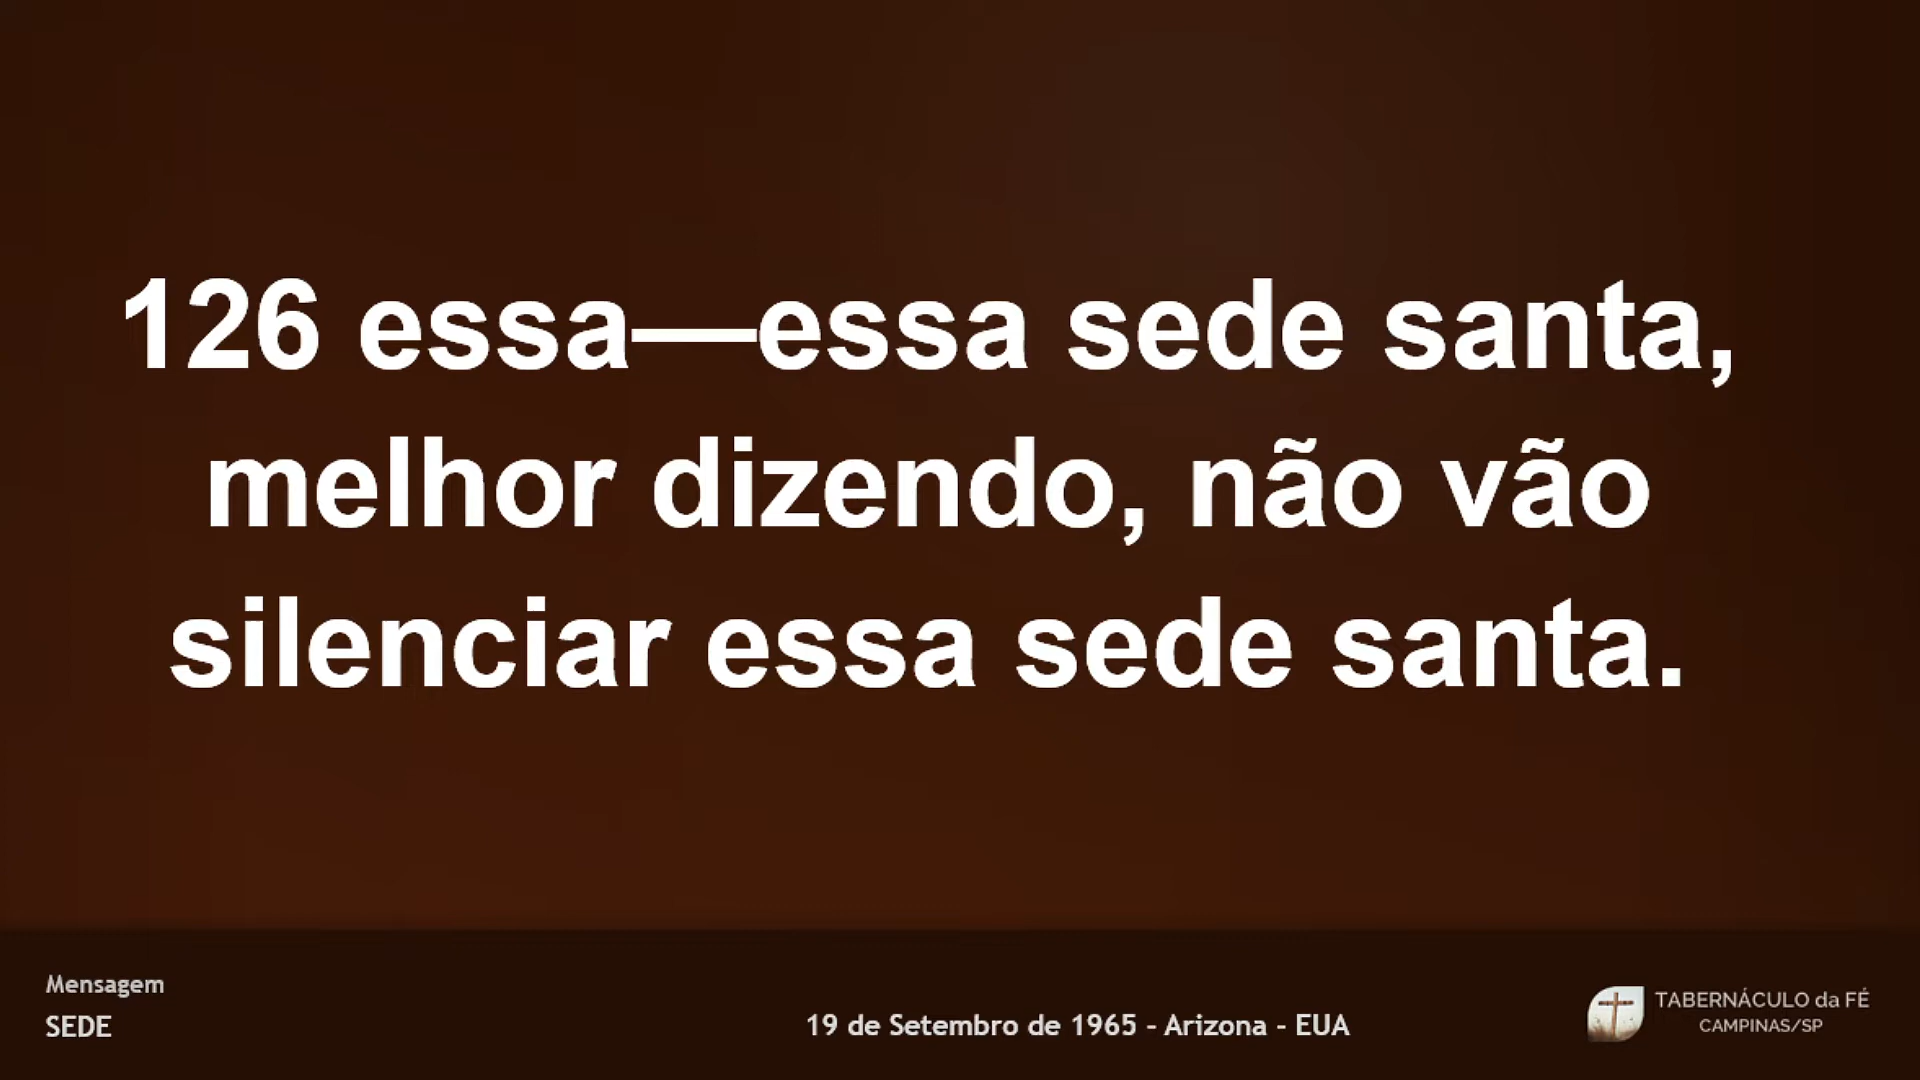 126 essa—essa sede santa,
melhor dizendo, não vão
silenciar essa sede santa.
Mensagem
SEDE
19 de Setembro de 1965 - Arizona - EUA
TABERNÁCULO da FÉ
CAMPINAS/SP